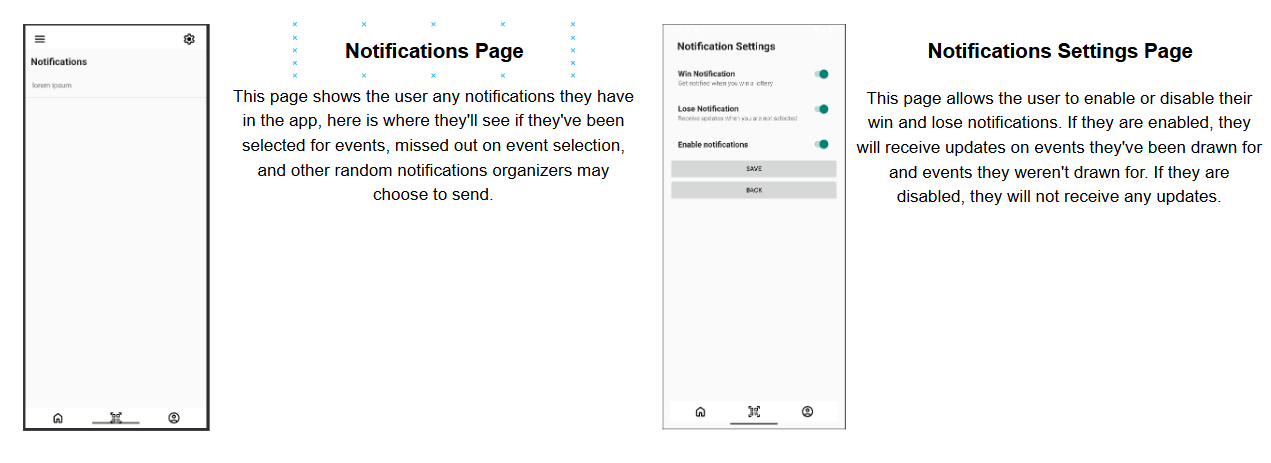 Notifications
lorem ipsum
Notifications Page
This page shows the user any notifications they have
in the app, here is where they'll see if they've been
selected for events, missed out on event selection,
and other random notifications organizers may
choose to send.
Notification Settings
Win Notification
Get notified when you win a lottery
Lose Notification
Receive updates when you are not selected
Enable notifications
SAVE
BACK
Notifications Settings Page
This page allows the user to enable or disable their
win and lose notifications. If they are enabled, they
will receive updates on events they've been drawn for
and events they weren't drawn for. If they are
disabled, they will not receive any updates.